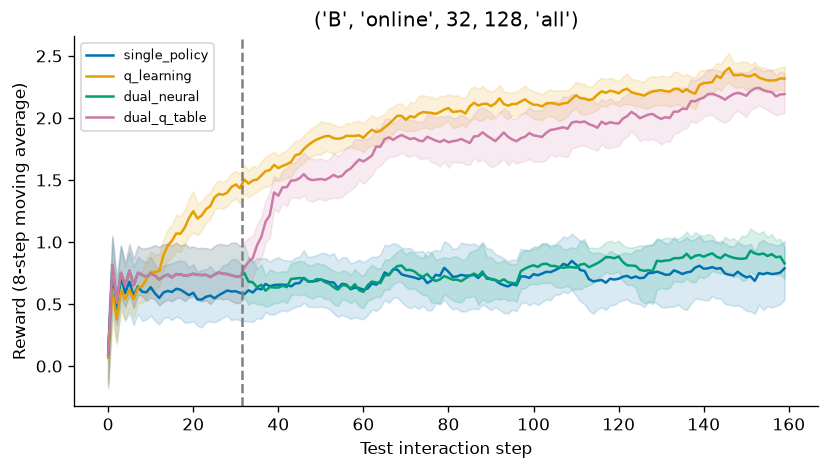 ('B', 'online', 32, 128, 'all')
Reward (8-step moving average)
2.5
2.0
1.5
1.0
0.5
0.0
single_policy
q_learning
dual_neural
dual_q_table
0 20 40 60 80 100 120 140 160
Test interaction step